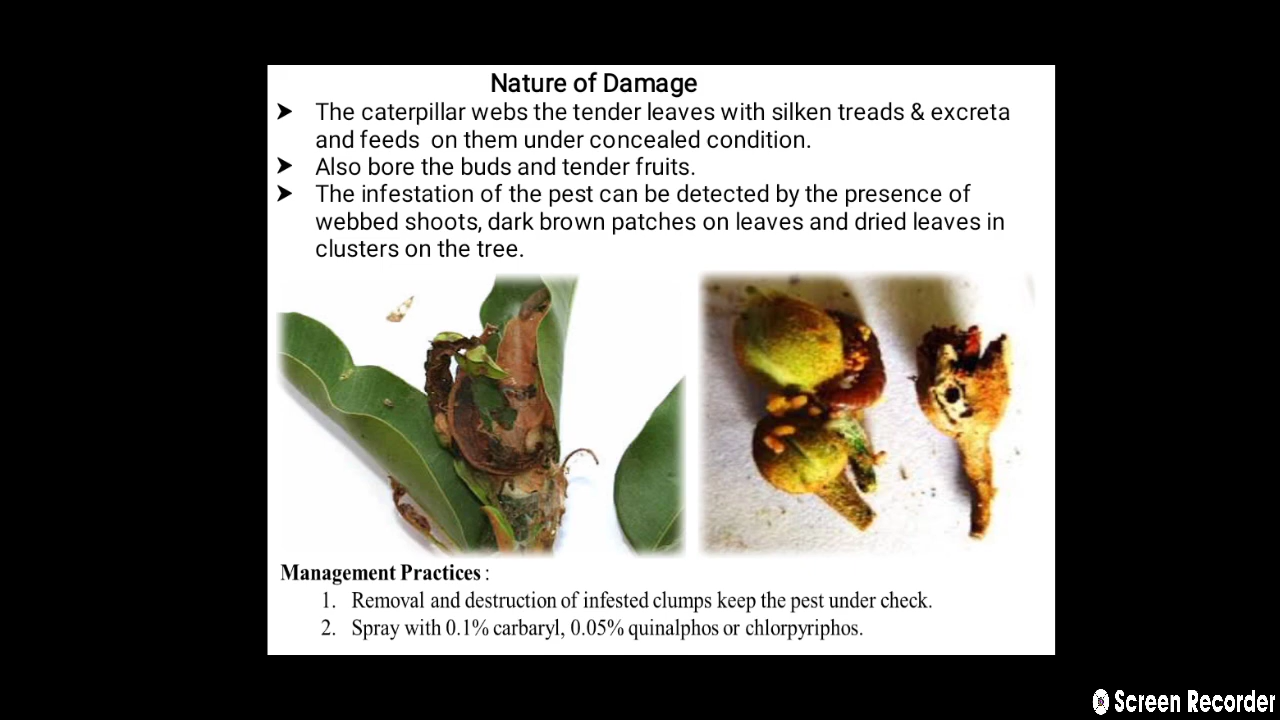 Nature of Damage
➤ The caterpillar webs the tender leaves with silken treads & excreta
and feeds on them under concealed condition.
➤ Also bore the buds and tender fruits.
➤ The infestation of the pest can be detected by the presence of
webbed shoots, dark brown patches on leaves and dried leaves in
clusters on the tree.
Management Practices :
1. Removal and destruction of infested clumps keep the pest under check.
2. Spray with 0.1% carbaryl, 0.05% quinalphos or chlorpyriphos.
Screen Recorder